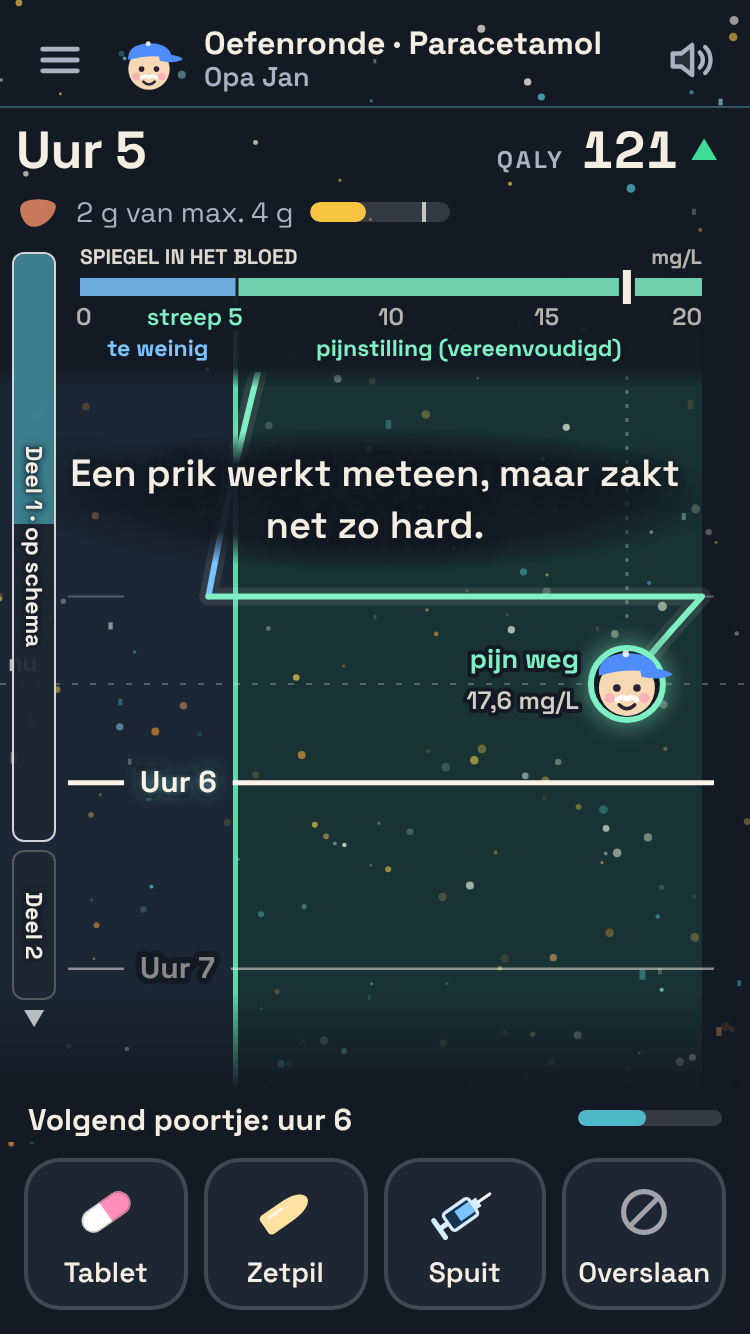 Oefenronde · Paracetamol
Opa Jan
Uur 5
QALY 121
2 g van max. 4 g
SPIEGEL IN HET BLOED mg/L
0 streep 5 10 15 20
te weinig pijnstilling (vereenvoudigd)
Een prik werkt meteen, maar zakt
net zo hard.
Deel 1 · op schema
nu
pijn weg
17,6 mg/L
Uur 6
Deel 2
Uur 7
Volgend poortje: uur 6
Tablet Zetpil Spuit Overslaan